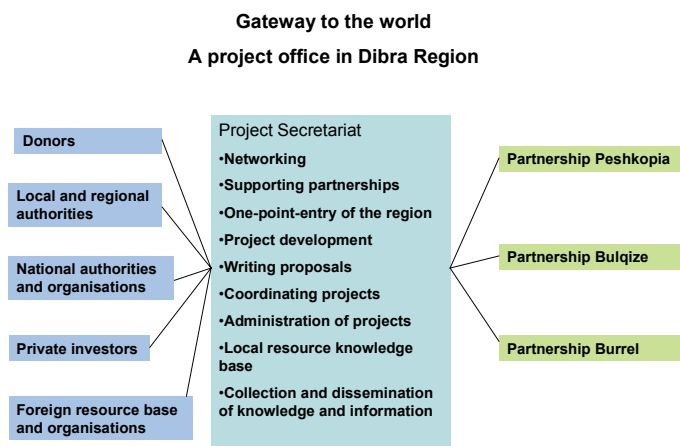 Gateway to the world
A project office in Dibra Region
Donors
Local and regional
authorities
National authorities
and organisations
Private investors
Foreign resource base
and organisations
Project Secretariat
•Networking
•Supporting partnerships
•One-point-entry of the region
•Project development
•Writing proposals
•Coordinating projects
•Administration of projects
•Local resource knowledge
base
•Collection and dissemination
of knowledge and information
Partnership Peshkopia
Partnership Bulqize
Partnership Burrel